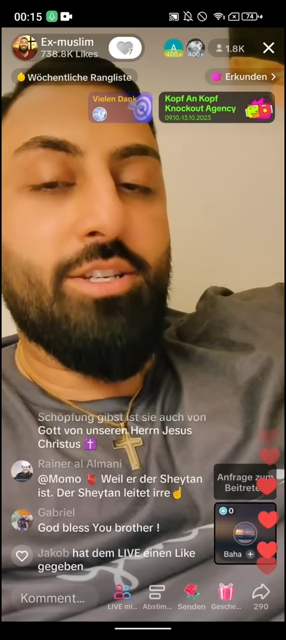 00:15
74
Ex-muslim
738.8K Likes
400+
400+
1.8K
Wöchentliche Rangliste
Erkunden >
Vielen Dank
Kopf An Kopf
Knockout Agency
09.10.-13.10.2023
Schöpfung gibst ist sie auch von
Gott von unseren Herrn Jesus
Christus ✝️
Rainer al Almani
@Momo 🫀 Weil er der Sheytan
ist. Der Sheytan leitet irre☝️
Gabriel
God bless You brother !
Jakob hat dem LIVE einen Like
gegeben
Anfrage zum
Beitreten
0
Baha +
Komment...
LIVE mi...
Abstim...
Senden
Gesche...
290